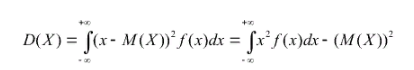 D(X) = ∫_{-∞}^{+∞} (x - M(X))² f(x)dx = ∫_{-∞}^{+∞} x² f(x)dx - (M(X))²